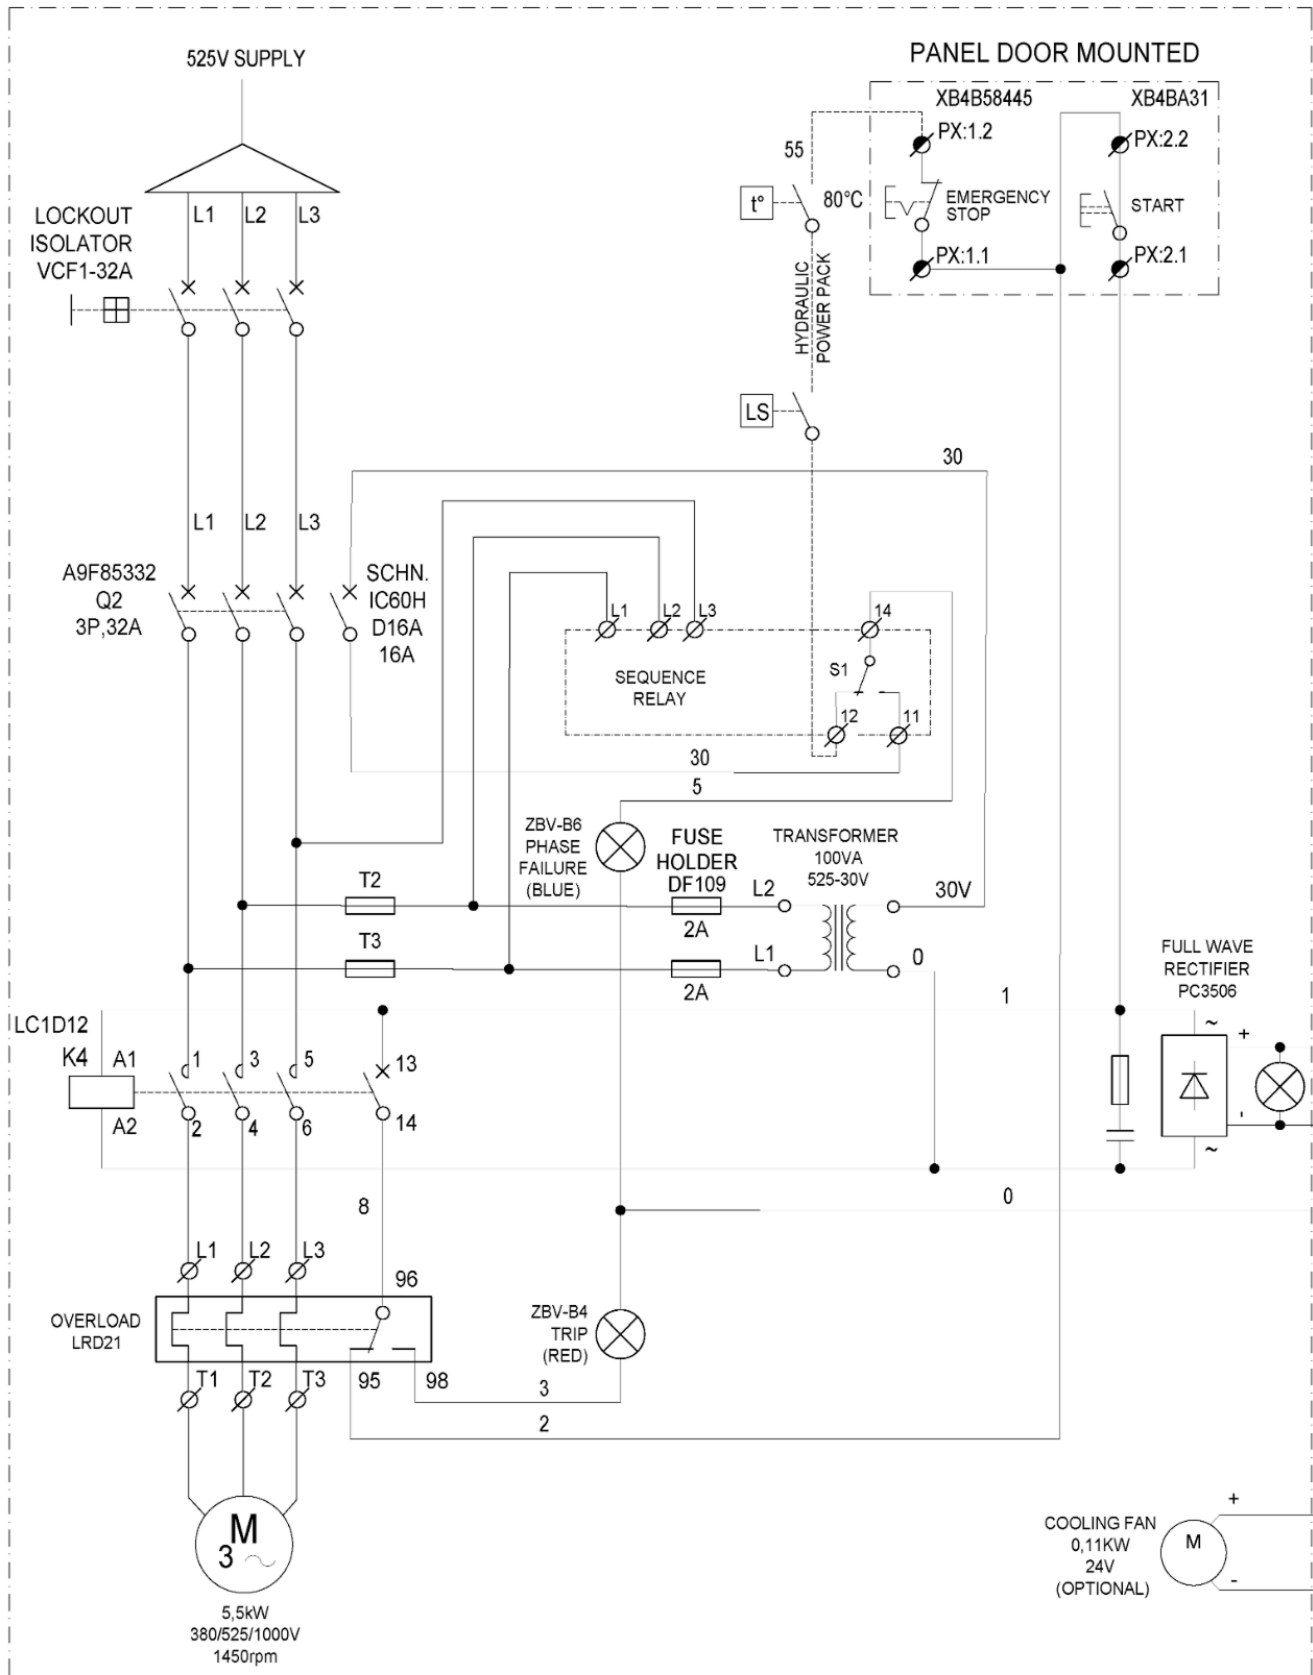 525V SUPPLY
PANEL DOOR MOUNTED
XB4B58445
XB4BA31
PX:1.2
PX:2.2
55
t°
80°C
EMERGENCY
STOP
START
PX:1.1
PX:2.1
LOCKOUT
ISOLATOR
VCF1-32A
L1
L2
L3
HYDRAULIC
POWER PACK
LS
30
L1
L2
L3
A9F85332
Q2
3P,32A
SCHN.
IC60H
D16A
16A
L1
L2
L3
14
SEQUENCE
RELAY
S1
12
11
30
5
ZBV-B6
PHASE
FAILURE
(BLUE)
FUSE
HOLDER
DF109
TRANSFORMER
100VA
525-30V
T2
L2
30V
2A
T3
L1
0
2A
FULL WAVE
RECTIFIER
PC3506
1
LC1D12
K4
A1
A2
1
3
5
13
2
4
6
14
~
+
-
~
8
0
L1
L2
L3
96
OVERLOAD
LRD21
ZBV-B4
TRIP
(RED)
T1
T2
T3
95
98
3
2
M
3 ~
5,5kW
380/525/1000V
1450rpm
COOLING FAN
0,11KW
24V
(OPTIONAL)
M
+
-